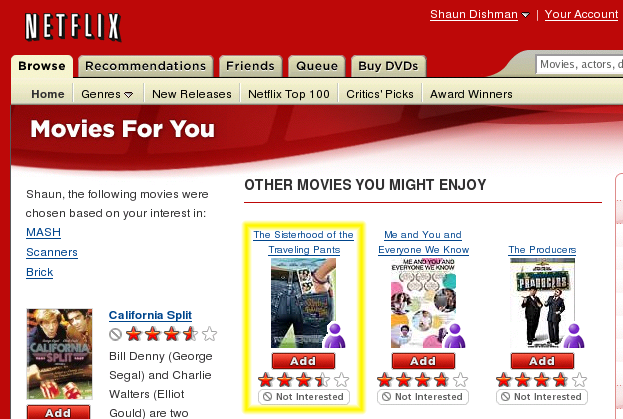 NETFLIX
Shaun Dishman | Your Account
Browse Recommendations Friends Queue Buy DVDs
Movies, actors, d
Home Genres New Releases Netflix Top 100 Critics' Picks Award Winners
Movies For You
Shaun, the following movies were
chosen based on your interest in:
MASH
Scanners
Brick
California Split
Bill Denny (George
Segal) and Charlie
Walters (Elliot
Gould) are two
CALIFORNIA
SPLIT
Add
OTHER MOVIES YOU MIGHT ENJOY
The Sisterhood of the
Traveling Pants
Add
Not Interested
Me and You and
Everyone We Know
ME AND YOU AND
EVERYONE WE KNOW
Add
Not Interested
The Producers
PRODUCERS
Add
Not Interested